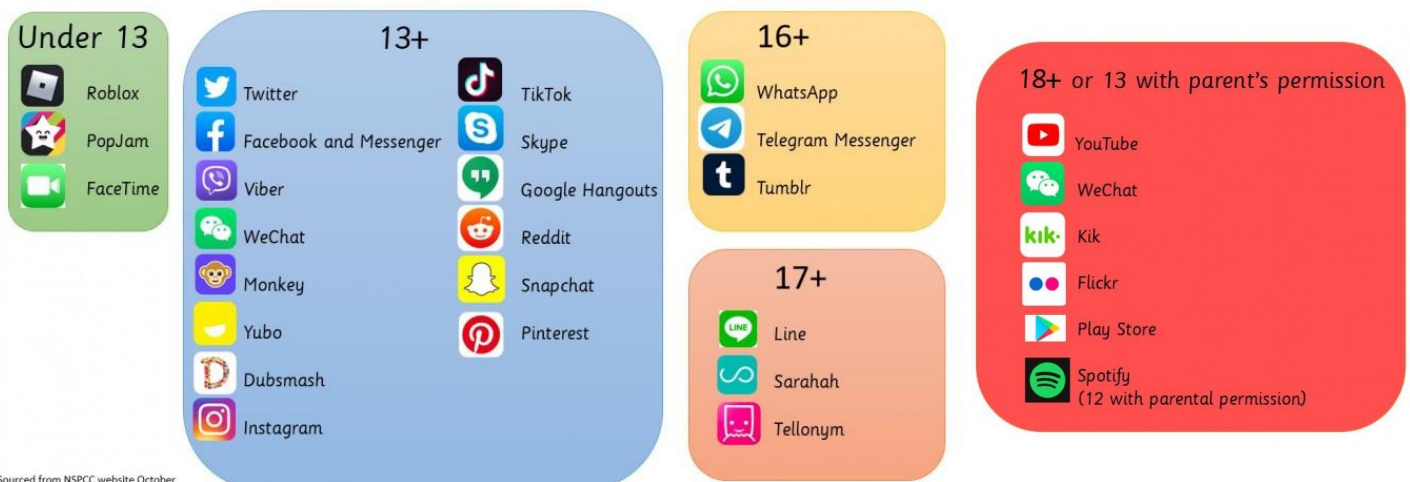 Under 13
Roblox
PopJam
FaceTime
13+
Twitter
Facebook and Messenger
Viber
WeChat
Monkey
Yubo
Dubsmash
Instagram
TikTok
Skype
Google Hangouts
Reddit
Snapchat
Pinterest
16+
WhatsApp
Telegram Messenger
Tumblr
17+
LINE
Line
Sarahah
Tellonym
18+ or 13 with parent's permission
YouTube
WeChat
kik·
Kik
Flickr
Play Store
Spotify
(12 with parental permission)
Sourced from NSPCC website October